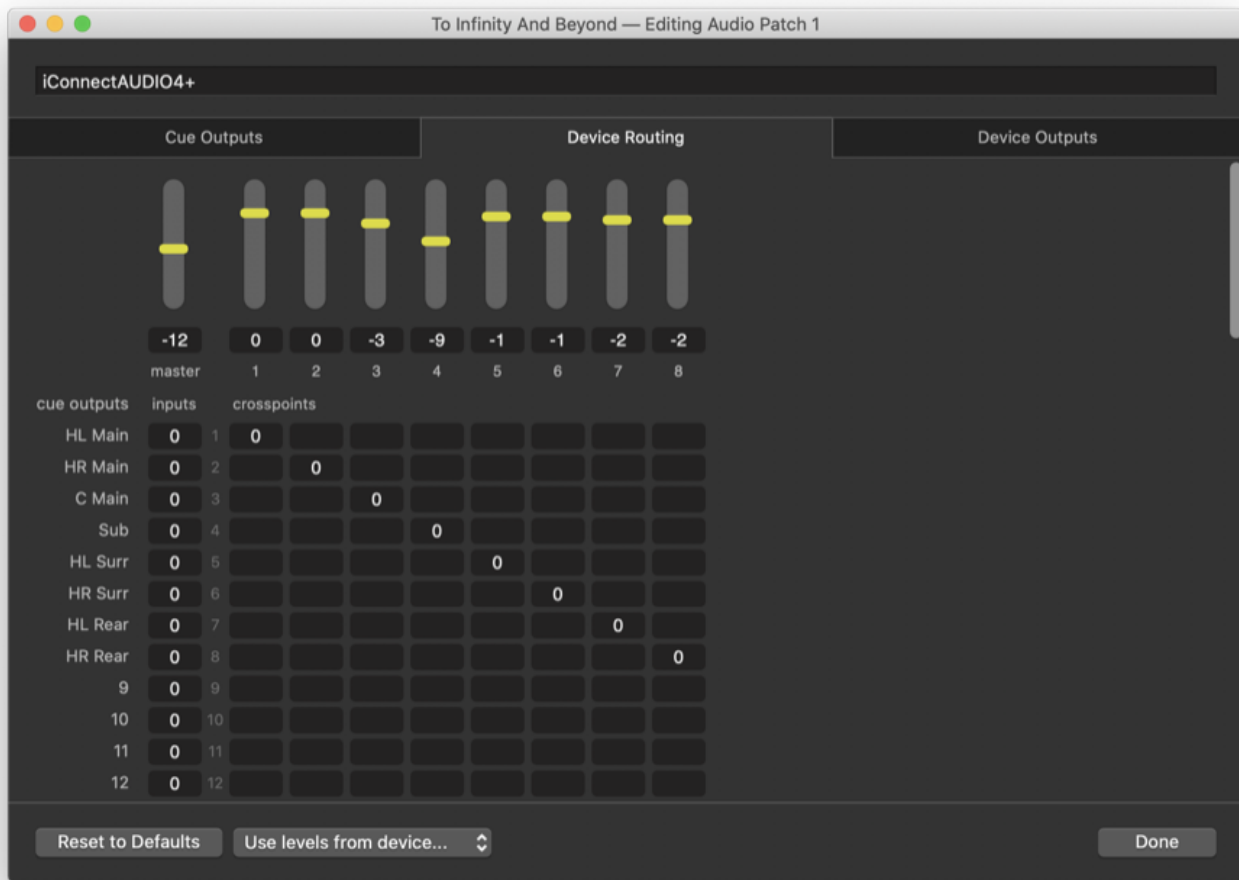 To Infinity And Beyond — Editing Audio Patch 1
iConnectAUDIO4+
Cue Outputs Device Routing Device Outputs
-12 0 0 -3 -9 -1 -1 -2 -2
master 1 2 3 4 5 6 7 8
cue outputs inputs crosspoints
HL Main 0 1 0
HR Main 0 2 0
C Main 0 3 0
Sub 0 4 0
HL Surr 0 5 0
HR Surr 0 6 0
HL Rear 0 7 0
HR Rear 0 8 0
9 0 9
10 0 10
11 0 11
12 0 12
Reset to Defaults Use levels from device... Done